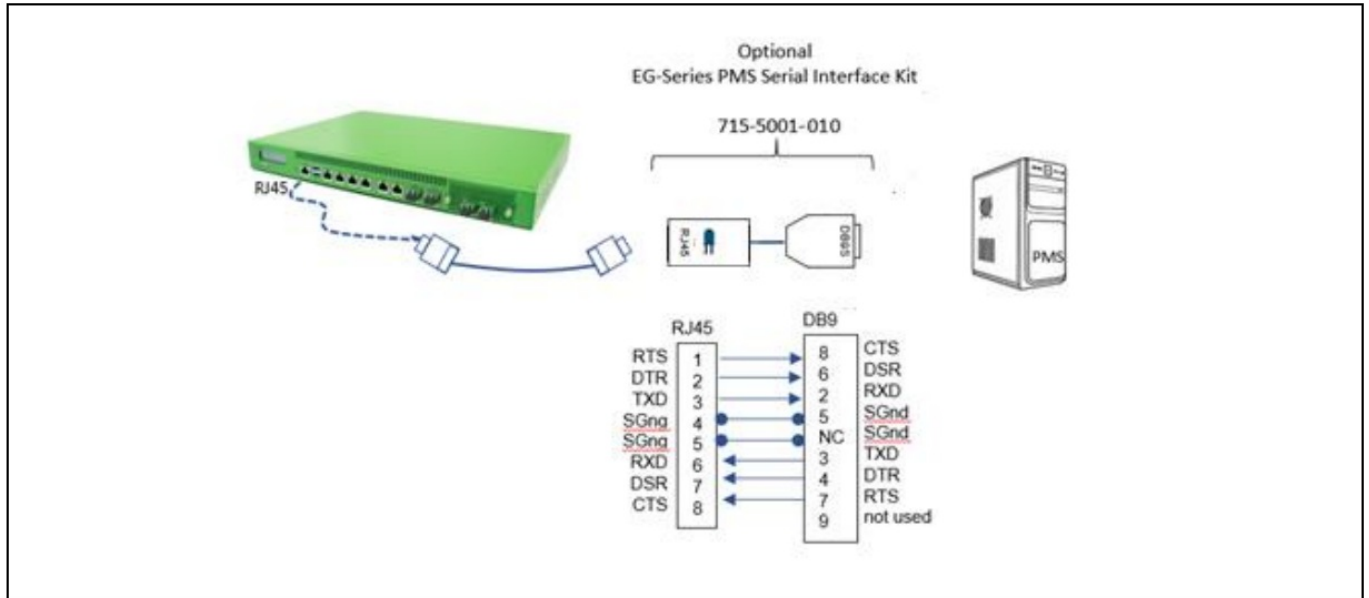 Optional
EG-Series PMS Serial Interface Kit
715-5001-010
RJ45
RJ45
DB9S
PMS
RJ45 DB9
RTS 1 8 CTS
DTR 2 6 DSR
TXD 3 2 RXD
SGng 4 5 SGnd
SGng 5 NC SGnd
RXD 6 3 TXD
DSR 7 4 DTR
CTS 8 7 RTS
9 not used